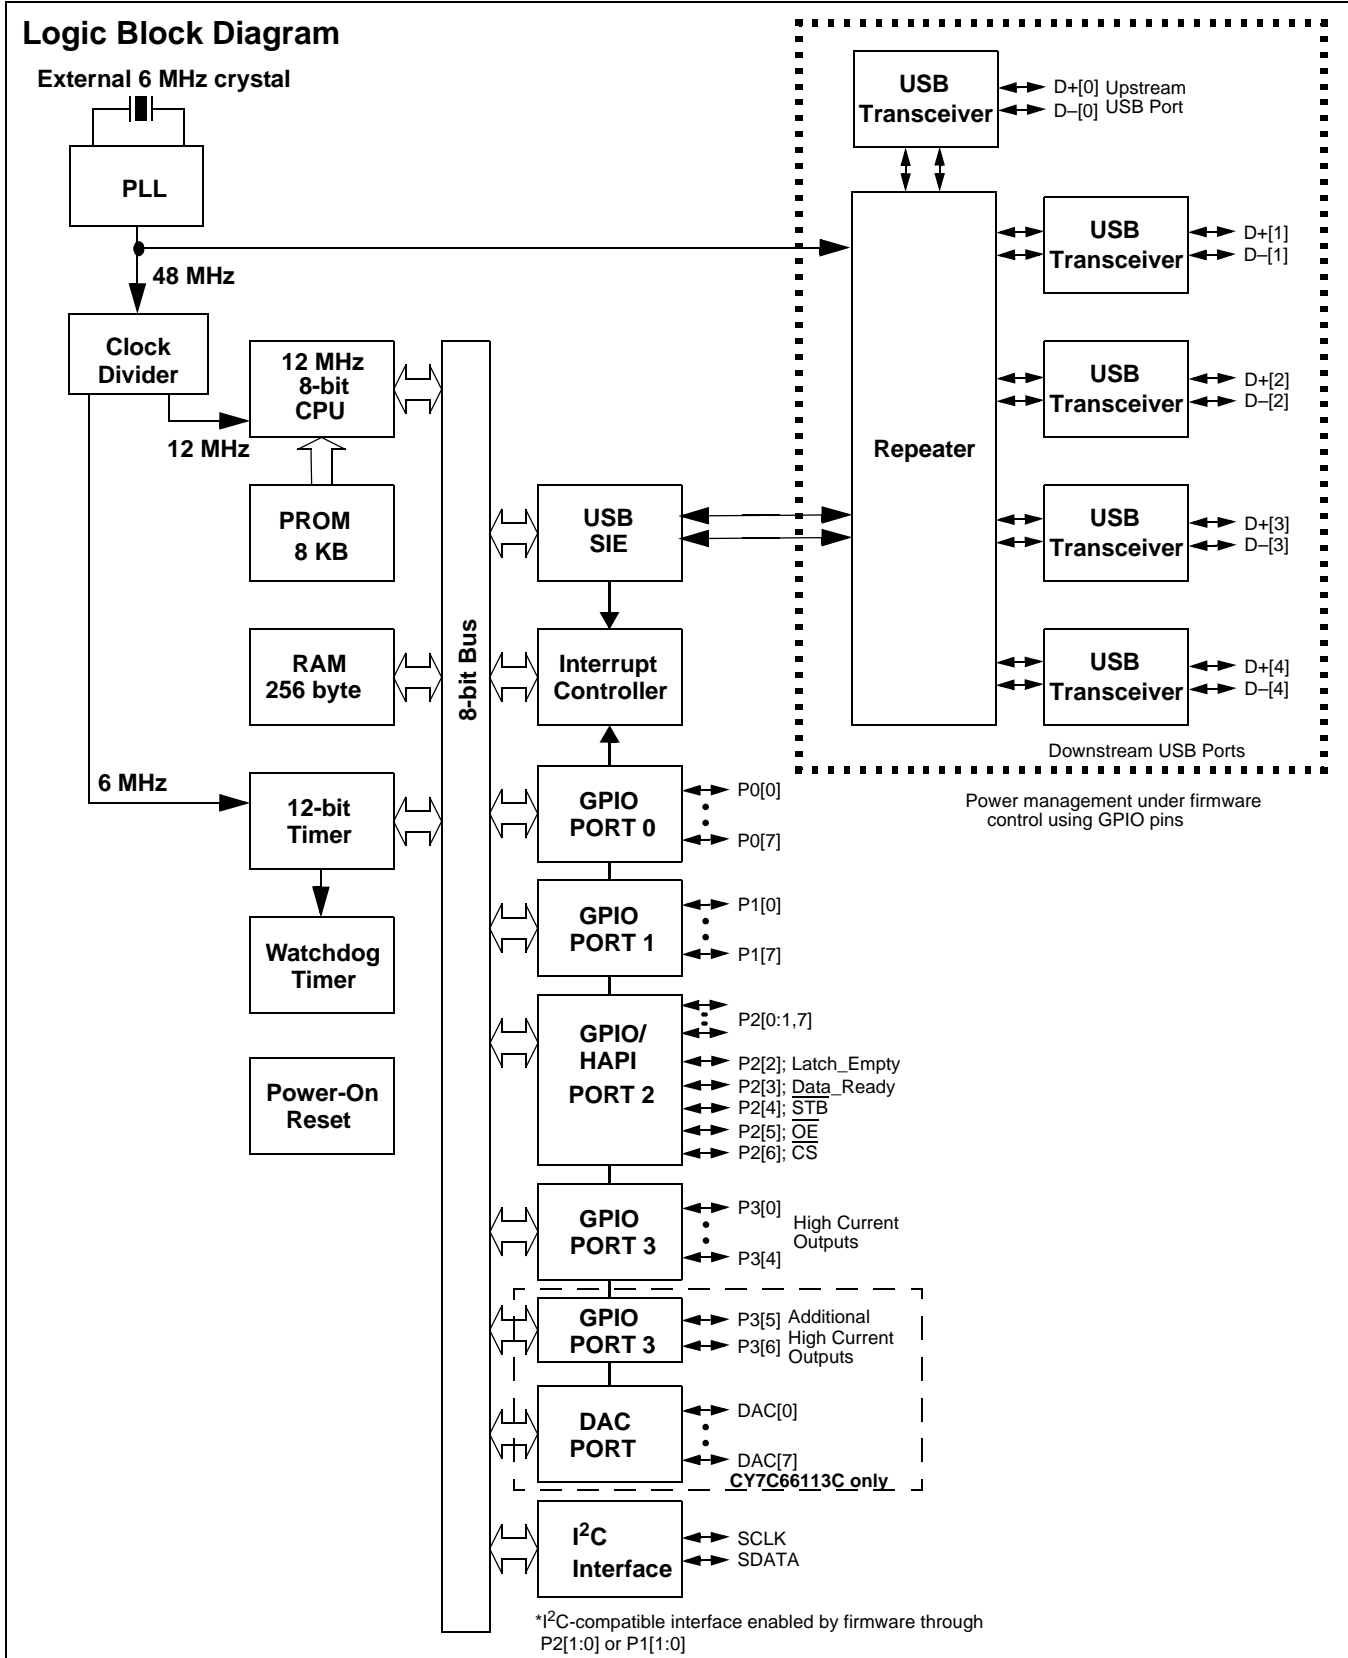 Logic Block Diagram
External 6 MHz crystal
PLL
48 MHz
Clock
Divider
12 MHz
8-bit
CPU
12 MHz
PROM
8 KB
RAM
256 byte
6 MHz
12-bit
Timer
Watchdog
Timer
Power-On
Reset
8-bit Bus
USB
SIE
Interrupt
Controller
GPIO
PORT 0
P0[0]
P0[7]
GPIO
PORT 1
P1[0]
P1[7]
GPIO/
HAPI
PORT 2
P2[0:1,7]
P2[2]; Latch_Empty
P2[3]; Data_Ready
P2[4]; S̅T̅B̅
P2[5]; O̅E̅
P2[6]; C̅S̅
GPIO
PORT 3
P3[0]
P3[4]
High Current
Outputs
GPIO
PORT 3
P3[5]
P3[6]
Additional
High Current
Outputs
DAC
PORT
DAC[0]
DAC[7]
CY7C66113C only
I²C
Interface
SCLK
SDATA
*I²C-compatible interface enabled by firmware through
P2[1:0] or P1[1:0]
USB
Transceiver
D+[0] Upstream
D–[0] USB Port
Repeater
USB
Transceiver
D+[1]
D–[1]
USB
Transceiver
D+[2]
D–[2]
USB
Transceiver
D+[3]
D–[3]
USB
Transceiver
D+[4]
D–[4]
Downstream USB Ports
Power management under firmware
control using GPIO pins